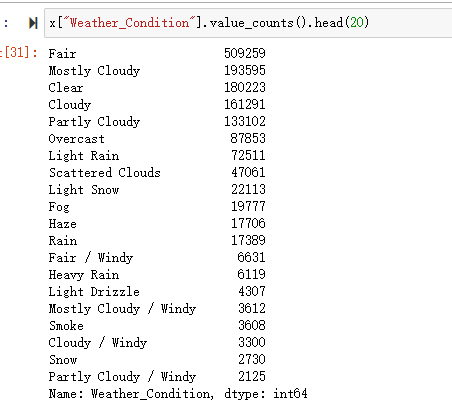 : x["Weather_Condition"].value_counts().head(20)
t[31]: Fair 509259
Mostly Cloudy 193595
Clear 180223
Cloudy 161291
Partly Cloudy 133102
Overcast 87853
Light Rain 72511
Scattered Clouds 47061
Light Snow 22113
Fog 19777
Haze 17706
Rain 17389
Fair / Windy 6631
Heavy Rain 6119
Light Drizzle 4307
Mostly Cloudy / Windy 3612
Smoke 3608
Cloudy / Windy 3300
Snow 2730
Partly Cloudy / Windy 2125
Name: Weather_Condition, dtype: int64